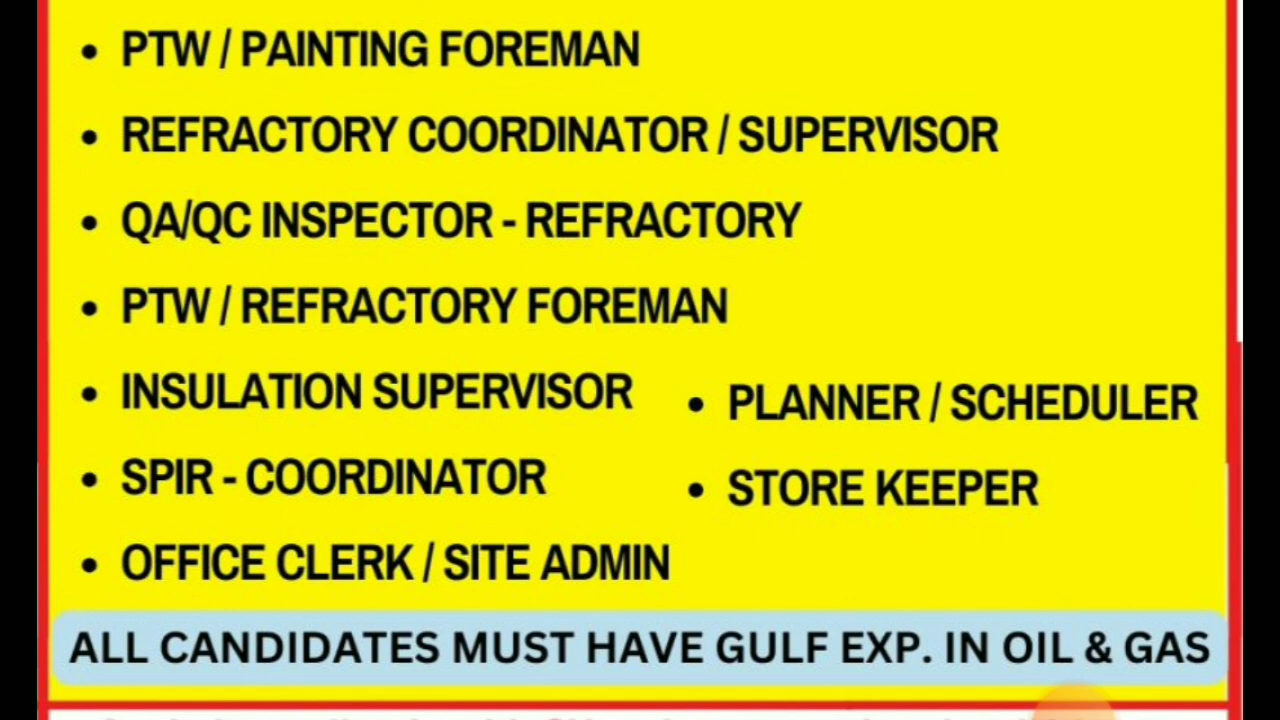 • PTW / PAINTING FOREMAN
• REFRACTORY COORDINATOR / SUPERVISOR
• QA/QC INSPECTOR - REFRACTORY
• PTW / REFRACTORY FOREMAN
• INSULATION SUPERVISOR
• PLANNER / SCHEDULER
• SPIR - COORDINATOR
• STORE KEEPER
• OFFICE CLERK / SITE ADMIN
ALL CANDIDATES MUST HAVE GULF EXP. IN OIL & GAS